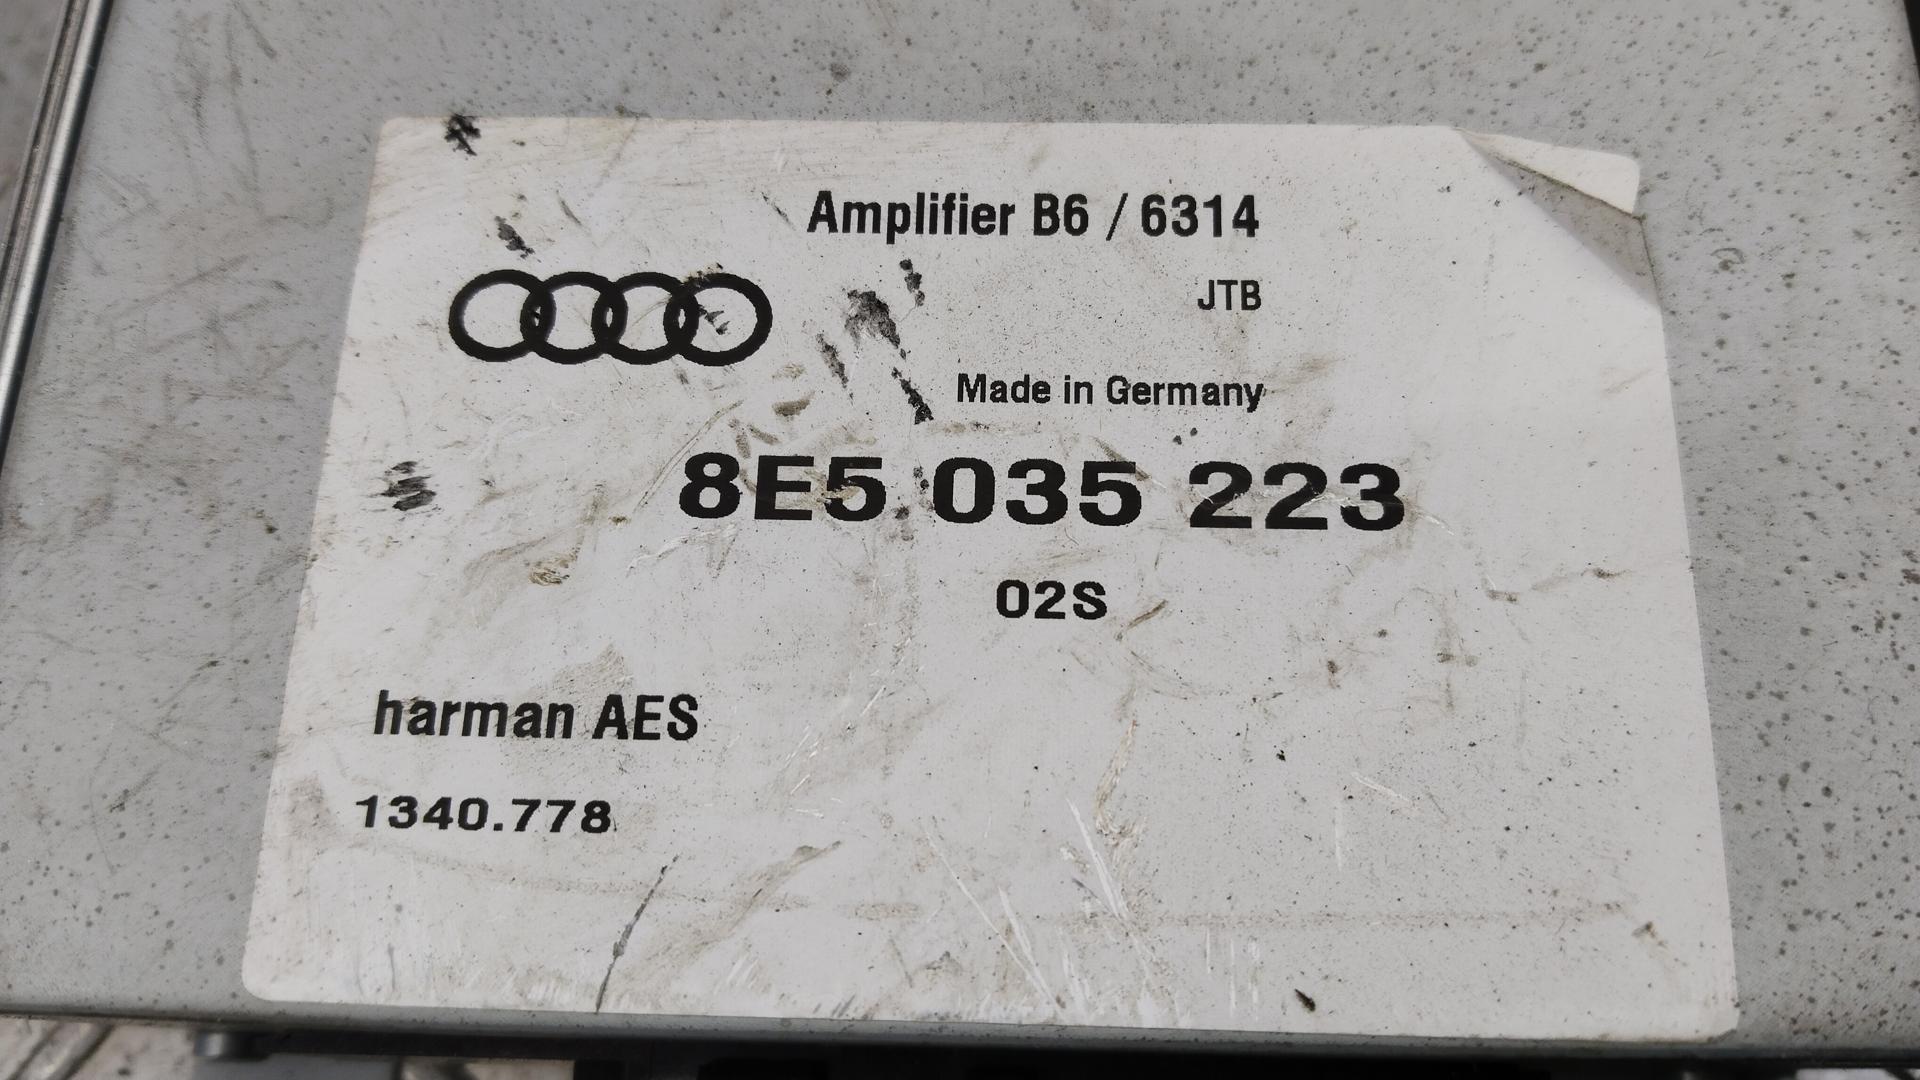 Amplifier B6 / 6314
JTB
Made in Germany
8E5 035 223
02S
harman AES
1340.778